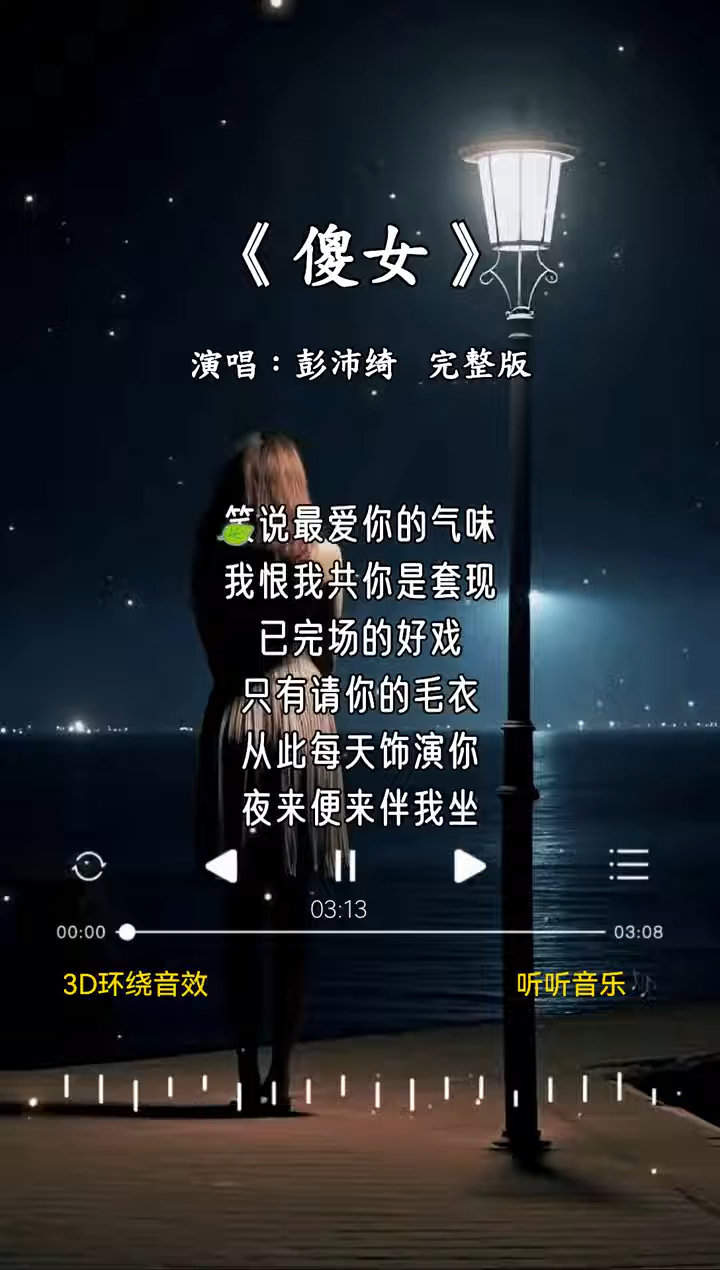 《傻女》
演唱：彭沛绮 完整版
笑说最爱你的气味
我恨我共你是套现
已完场的好戏
只有请你的毛衣
从此每天饰演你
夜来便来伴我坐
03:13
00:00 03:08
3D环绕音效 听听音乐